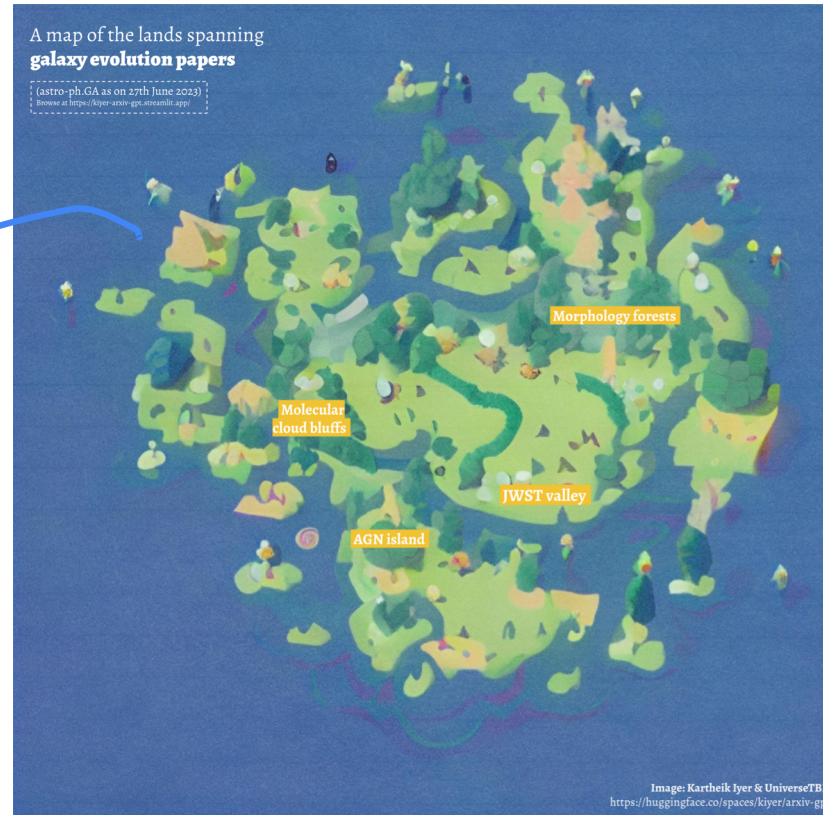 A map of the lands spanning
galaxy evolution papers
(astro-ph.GA as on 27th June 2023)
Browse at https://kiyer-arxiv-gpt.streamlit.app/
Morphology forests
Molecular
cloud bluffs
JWST valley
AGN island
Image: Kartheik Iyer & UniverseTB
https://huggingface.co/spaces/kiyer/arxiv-gp